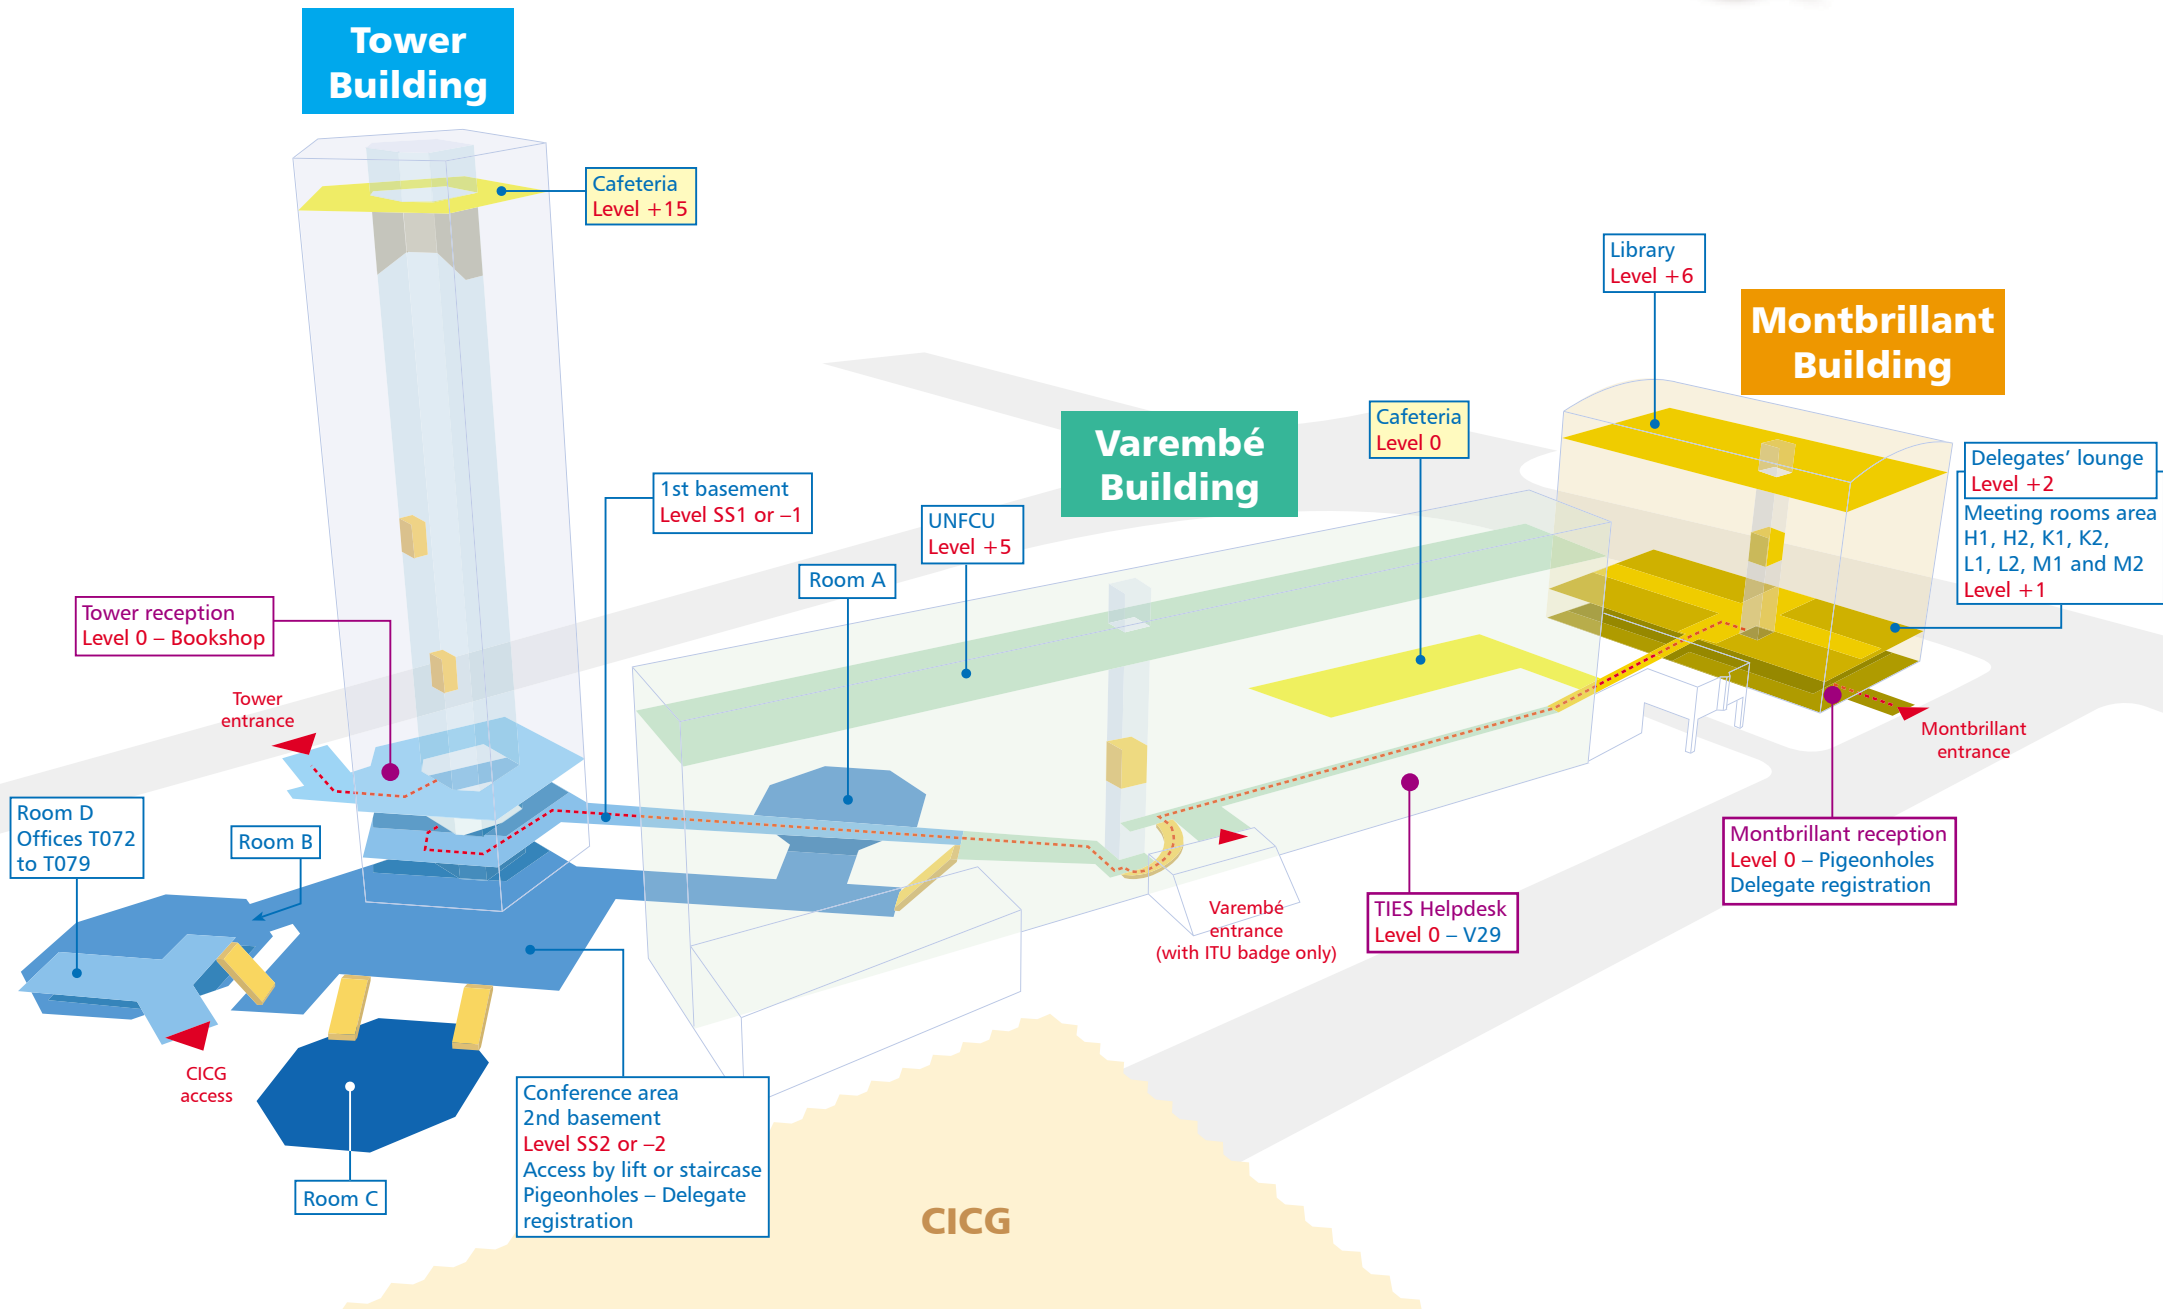 Tower
Building
Cafeteria
Level +15
Library
Level +6
Montbrillant
Building
Varembé
Building
Cafeteria
Level 0
Delegates’ lounge
Level +2
Meeting rooms area
H1, H2, K1, K2,
L1, L2, M1 and M2
Level +1
1st basement
Level SS1 or –1
UNFCU
Level +5
Room A
Tower reception
Level 0 – Bookshop
Tower
entrance
Montbrillant
entrance
Room D
Offices T072
to T079
Room B
Montbrillant reception
Level 0 – Pigeonholes
Delegate registration
Varembé
entrance
(with ITU badge only)
TIES Helpdesk
Level 0 – V29
CICG
access
Conference area
2nd basement
Level SS2 or –2
Access by lift or staircase
Pigeonholes – Delegate
registration
Room C
CICG